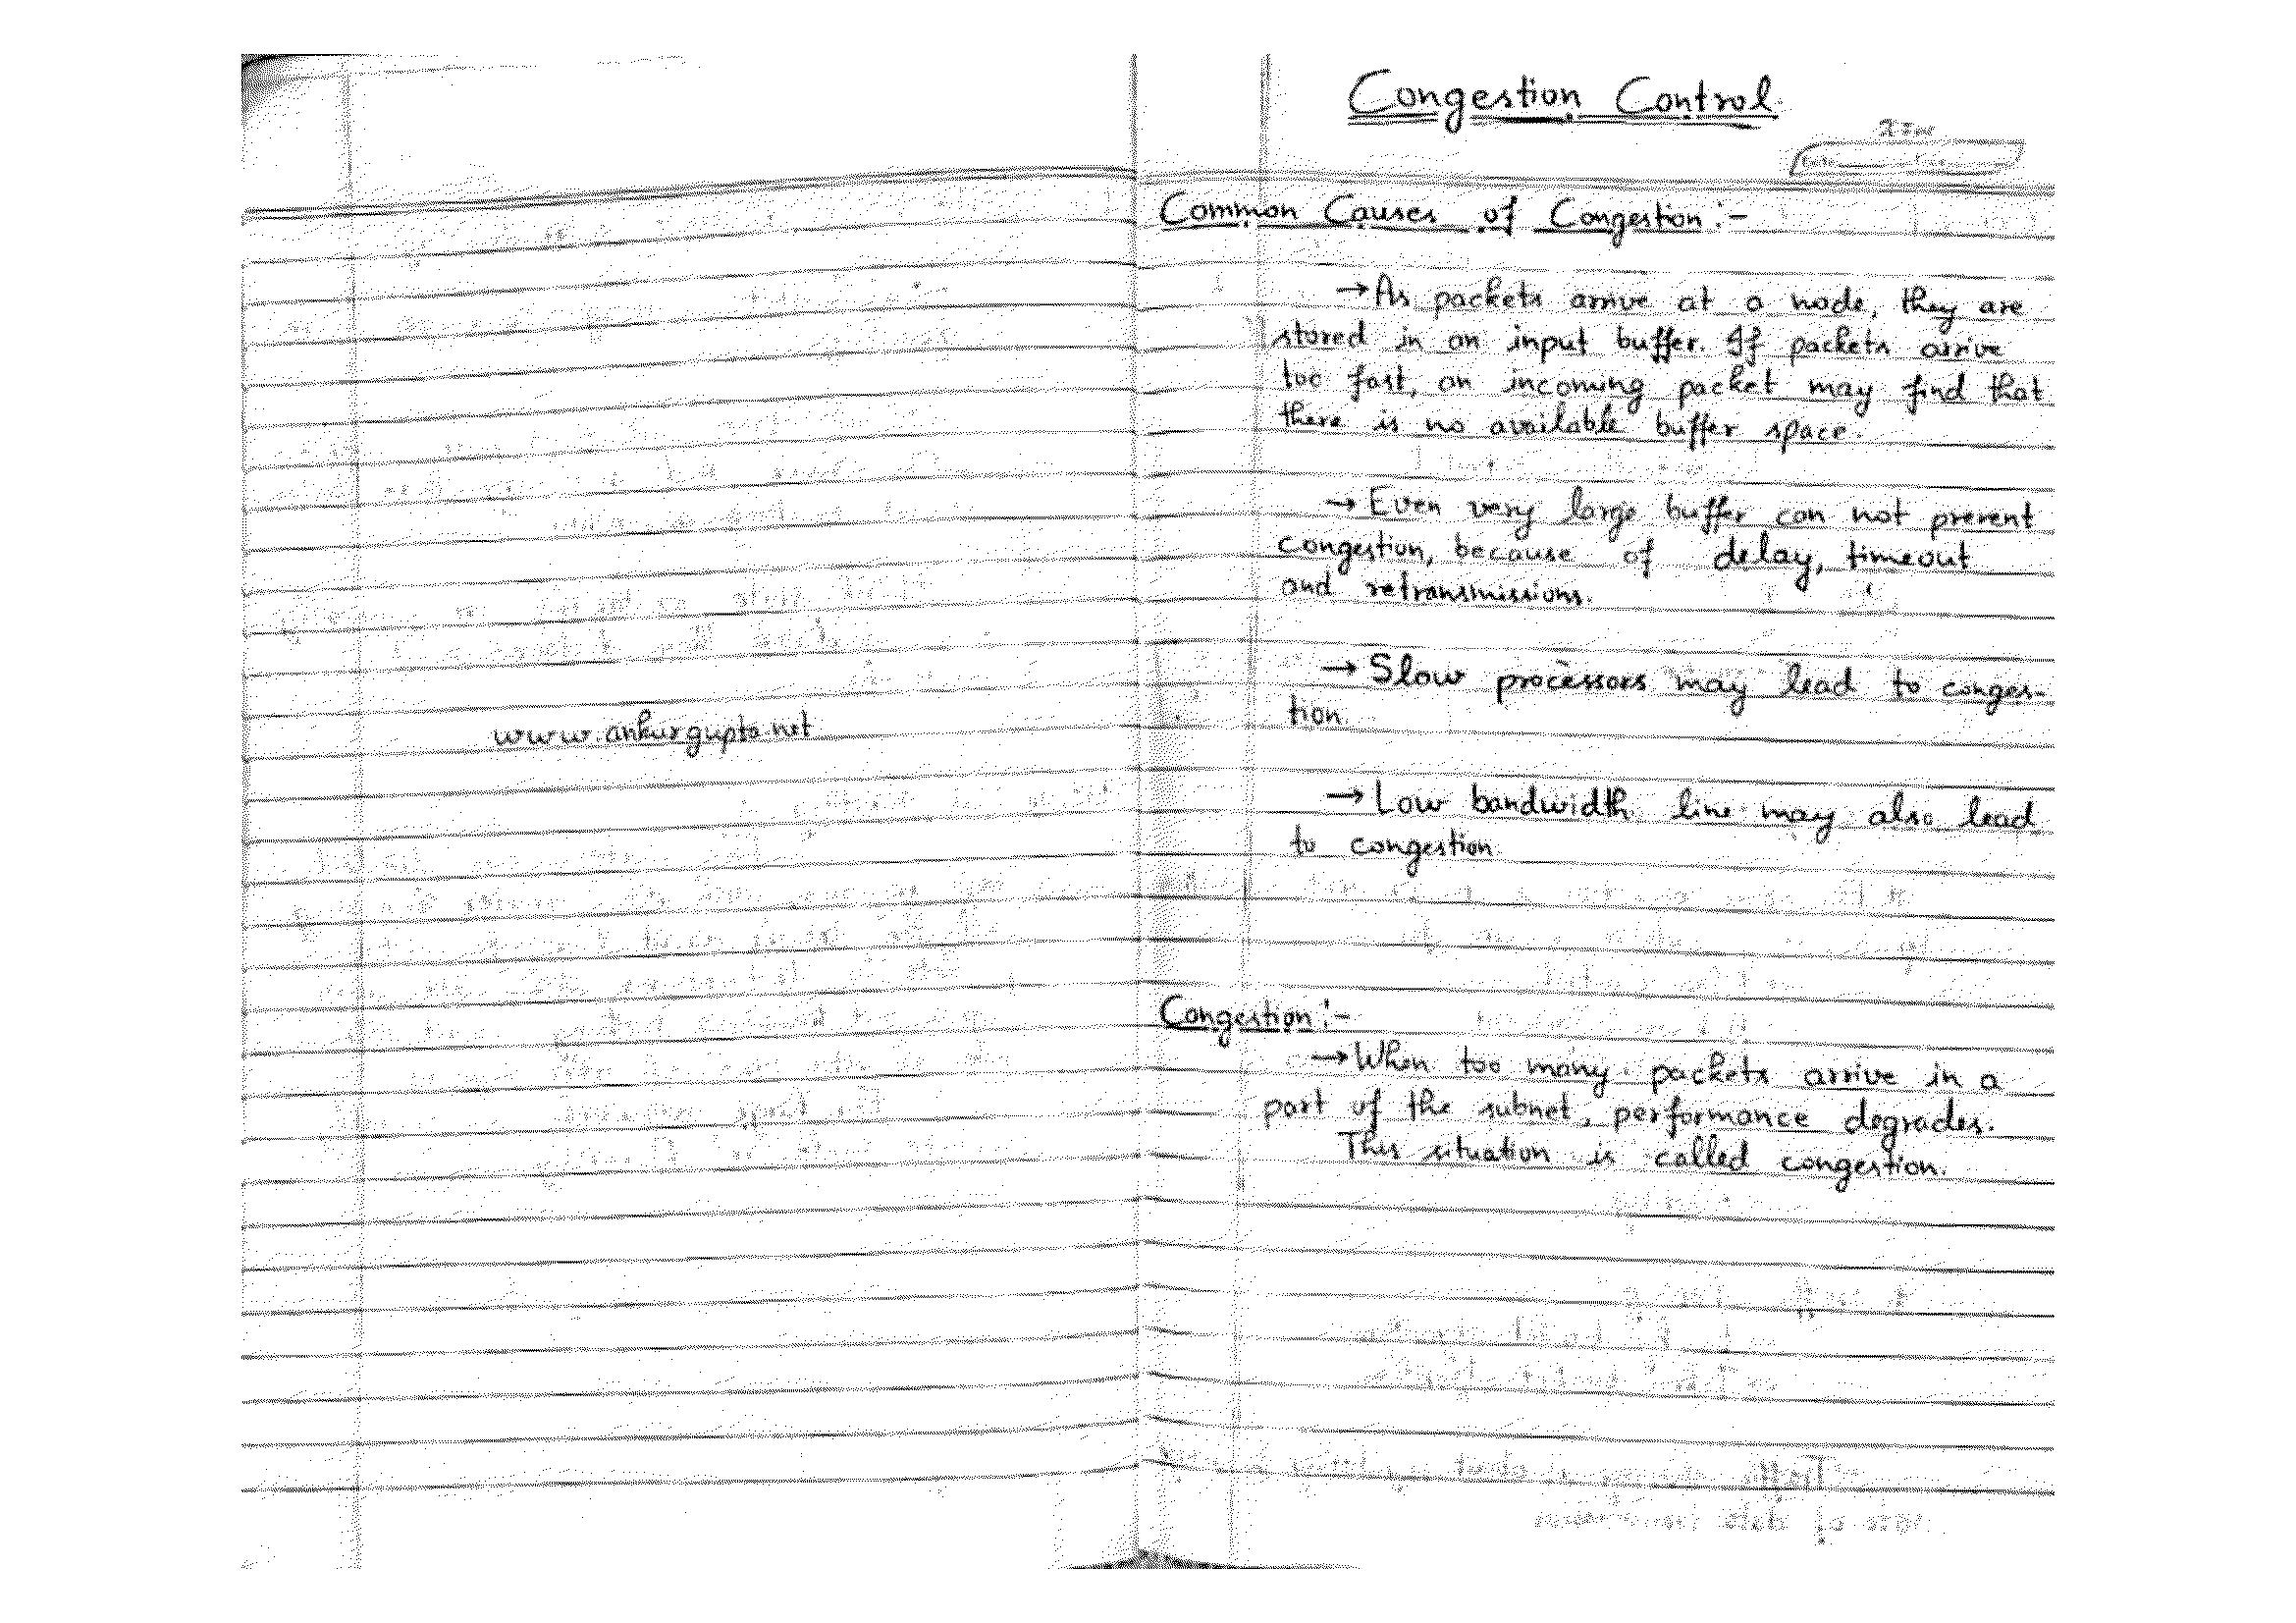 www.ankurgupta.net
Congestion Control
Common Causes of Congestion :-
→ As packets arrive at a node, they are
stored in an input buffer. If packets arrive
too fast, an incoming packet may find that
there is no available buffer space.
→ Even very large buffer can not prevent
congestion, because of delay, timeout
and retransmissions.
→ Slow processors may lead to conges-
tion.
→ Low bandwidth line may also lead
to congestion.
Congestion :-
→ When too many packets arrive in a
part of the subnet, performance degrades.
This situation is called congestion.